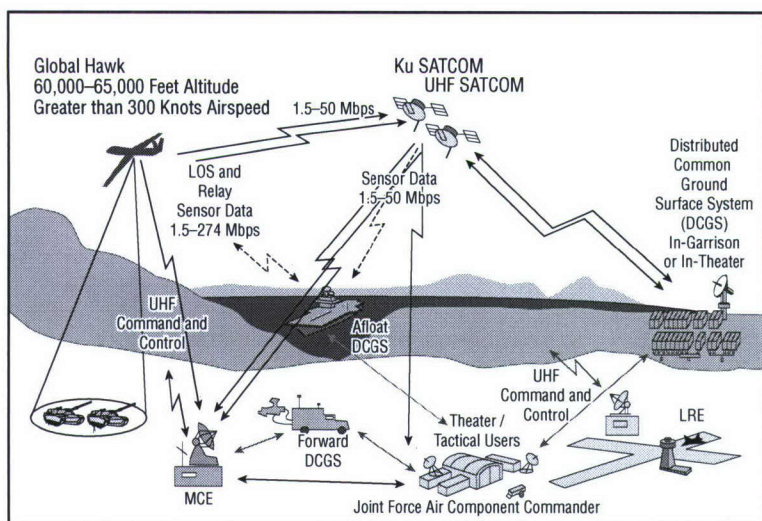 Global Hawk
60,000–65,000 Feet Altitude
Greater than 300 Knots Airspeed
Ku SATCOM
UHF SATCOM
1.5–50 Mbps
LOS and
Relay
Sensor Data
1.5–274 Mbps
Sensor Data
1.5–50 Mbps
Distributed
Common
Ground
Surface System
(DCGS)
In-Garrison
or In-Theater
UHF
Command and
Control
Afloat
DCGS
UHF
Command and
Control
Theater /
Tactical Users
Forward
DCGS
LRE
MCE
Joint Force Air Component Commander